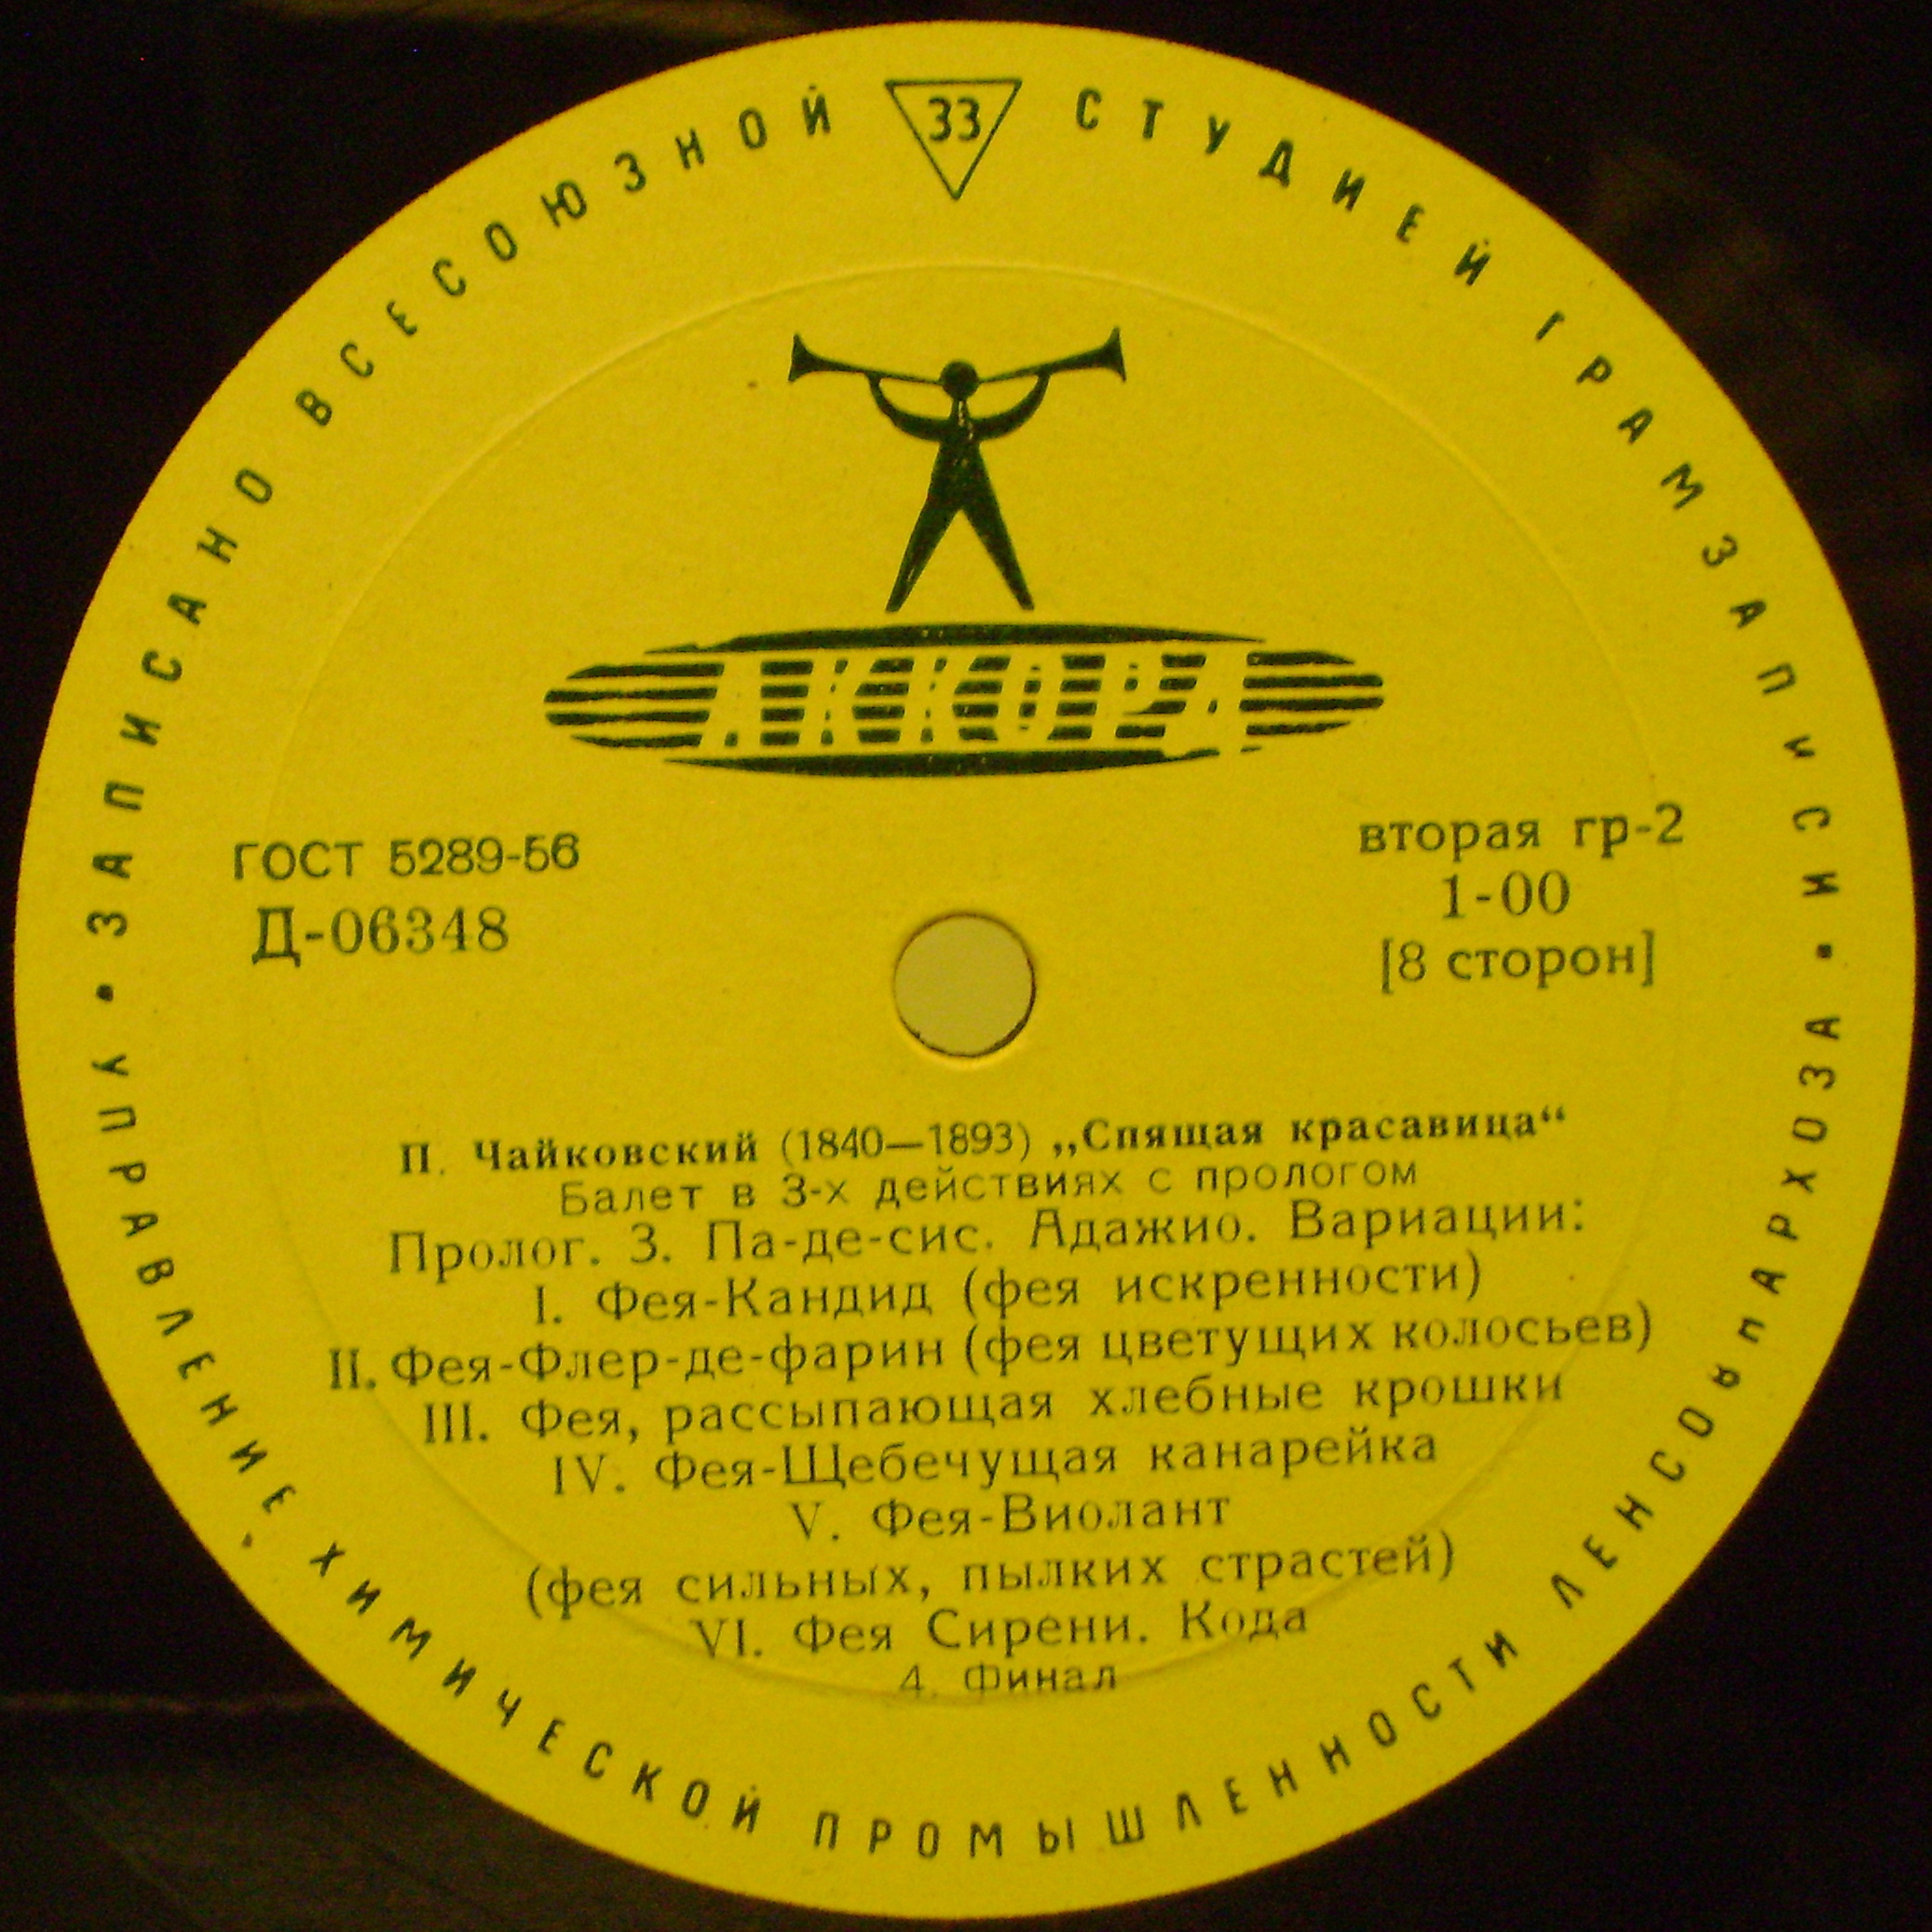 ЗАПИСАНО ВСЕСОЮЗНОЙ СТУДИЕЙ ГРАМЗАПИСИ
33
АККОРД
ГОСТ 5289-56
Д-06348
вторая гр-2
1-00
[8 сторон]
П. Чайковский (1840—1893) „Спящая красавица“
Балет в 3-х действиях с прологом
Пролог. 3. Па-де-сис. Адажио. Вариации:
I. Фея-Кандид (фея искренности)
II. Фея-Флер-де-фарин (фея цветущих колосьев)
III. Фея, рассыпающая хлебные крошки
IV. Фея-Щебечущая канарейка
V. Фея-Виолант
(фея сильных, пылких страстей)
VI. Фея Сирени. Кода
4. Финал
УПРАВЛЕНИЕ ХИМИЧЕСКОЙ ПРОМЫШЛЕННОСТИ ЛЕНСОВНАРХОЗА